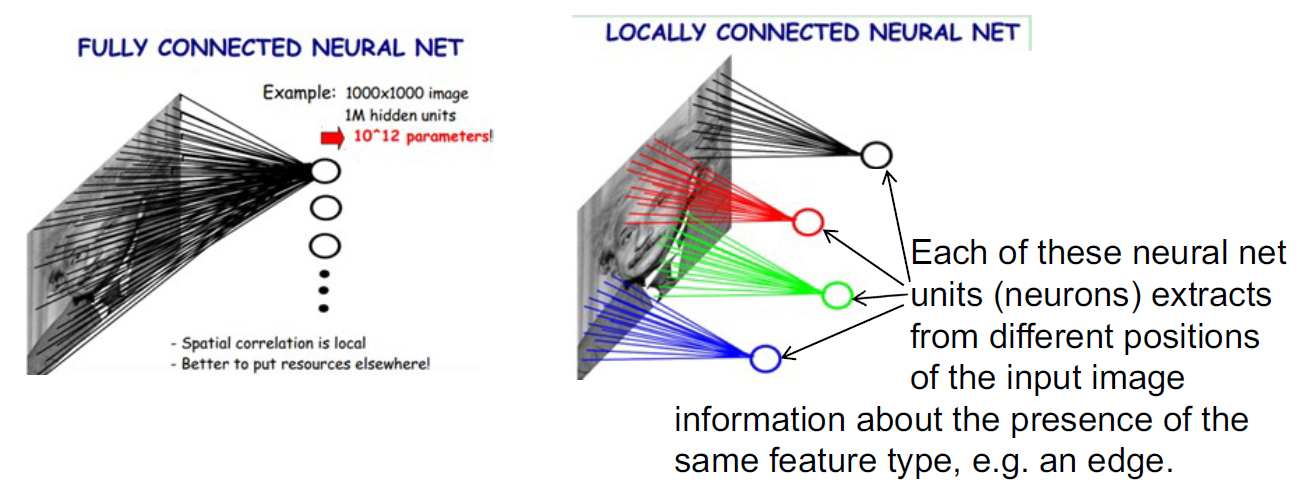 FULLY CONNECTED NEURAL NET
Example: 1000x1000 image
1M hidden units
10^12 parameters!
- Spatial correlation is local
- Better to put resources elsewhere!
LOCALLY CONNECTED NEURAL NET
Each of these neural net
units (neurons) extracts
from different positions
of the input image
information about the presence of the
same feature type, e.g. an edge.